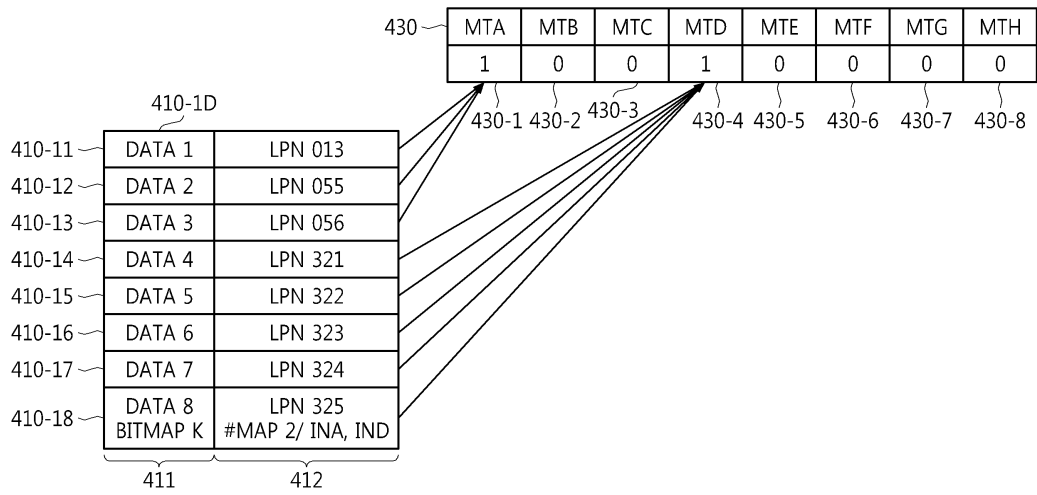 430 MTA MTB MTC MTD MTE MTF MTG MTH
1 0 0 1 0 0 0 0
430-1 430-2 430-3 430-4 430-5 430-6 430-7 430-8
410-1D
410-11 DATA 1 LPN 013
410-12 DATA 2 LPN 055
410-13 DATA 3 LPN 056
410-14 DATA 4 LPN 321
410-15 DATA 5 LPN 322
410-16 DATA 6 LPN 323
410-17 DATA 7 LPN 324
410-18 DATA 8 LPN 325
BITMAP K #MAP 2/ INA, IND
411 412